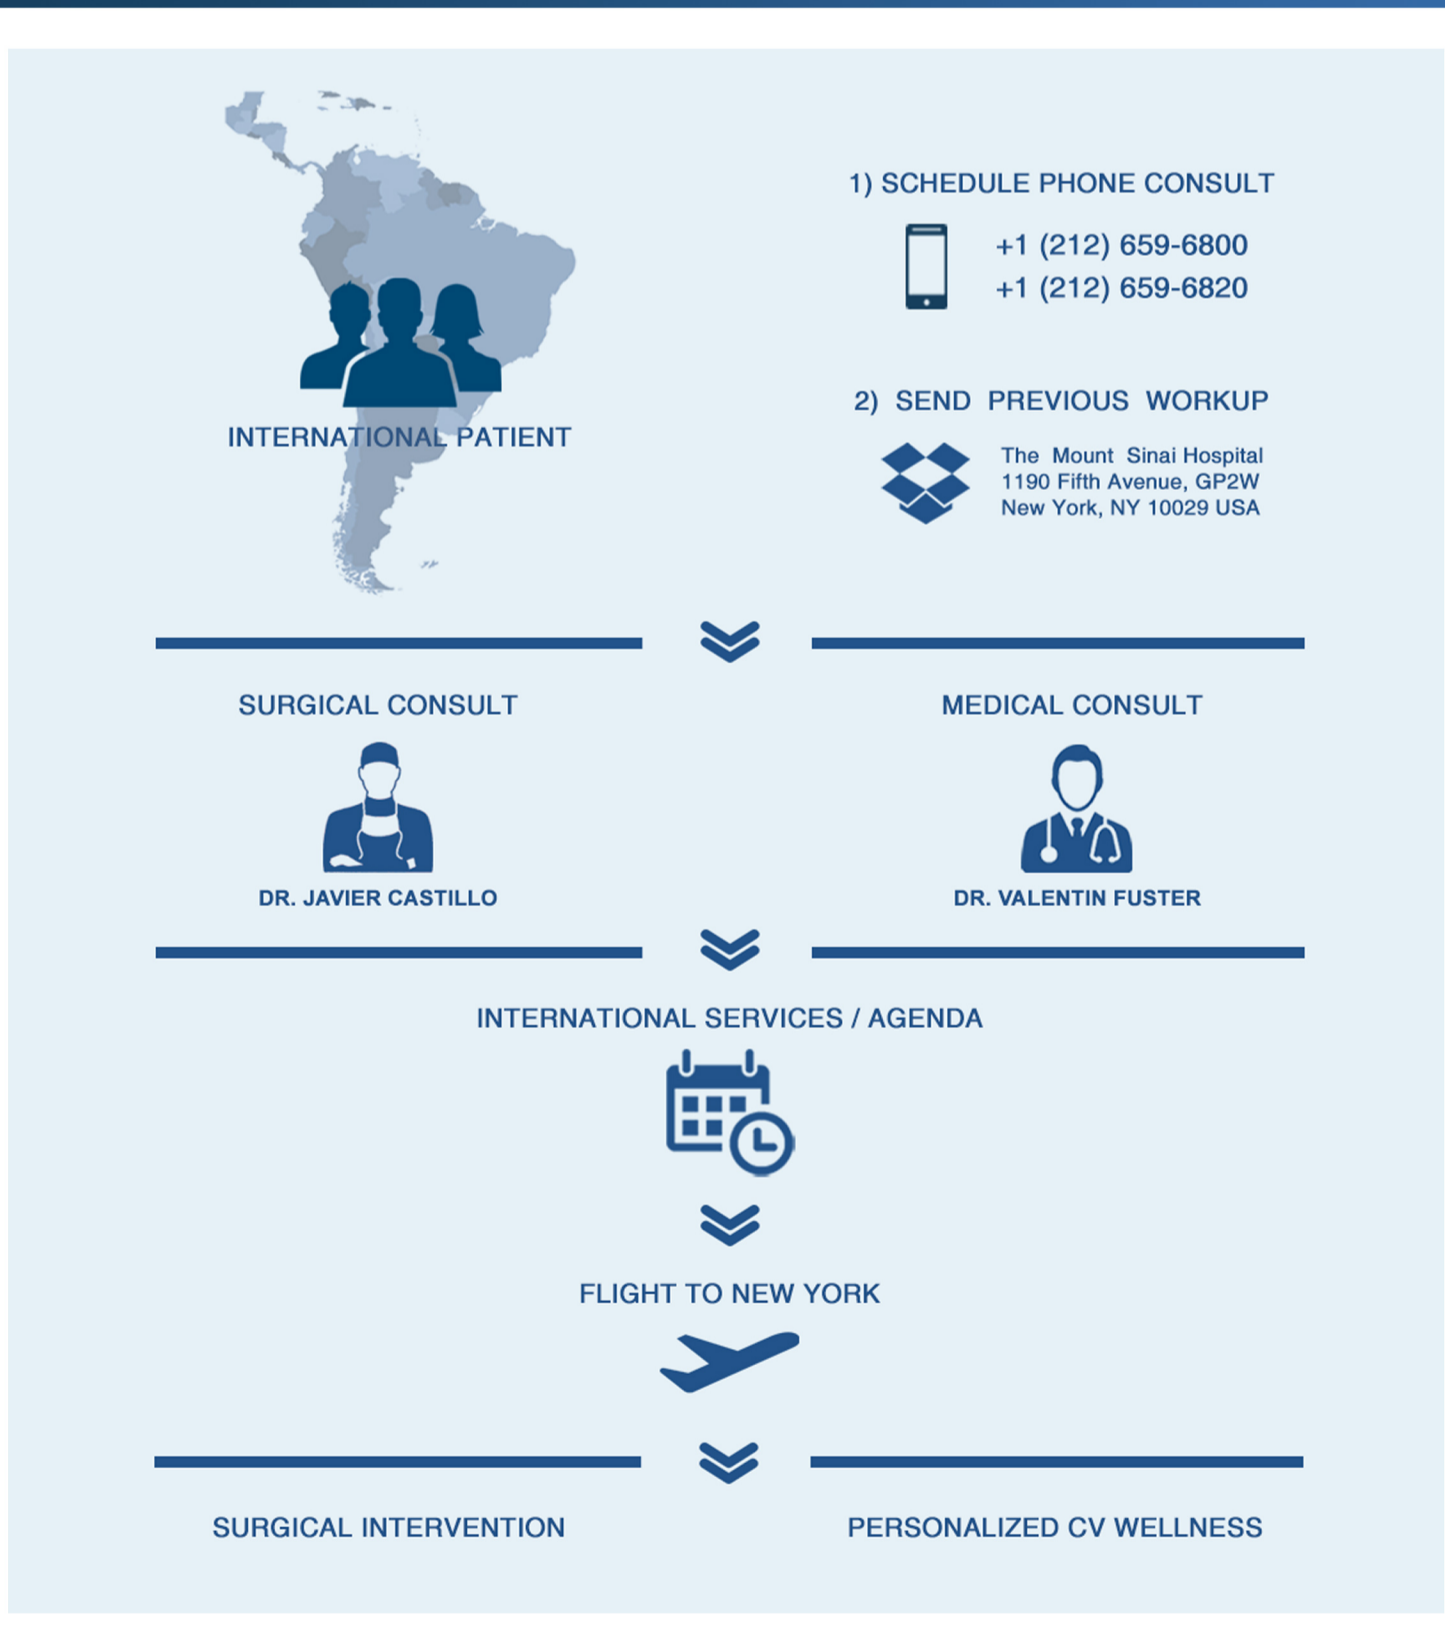 INTERNATIONAL PATIENT
1) SCHEDULE PHONE CONSULT
+1 (212) 659-6800
+1 (212) 659-6820
2) SEND PREVIOUS WORKUP
The Mount Sinai Hospital
1190 Fifth Avenue, GP2W
New York, NY 10029 USA
SURGICAL CONSULT
DR. JAVIER CASTILLO
MEDICAL CONSULT
DR. VALENTIN FUSTER
INTERNATIONAL SERVICES / AGENDA
FLIGHT TO NEW YORK
SURGICAL INTERVENTION
PERSONALIZED CV WELLNESS